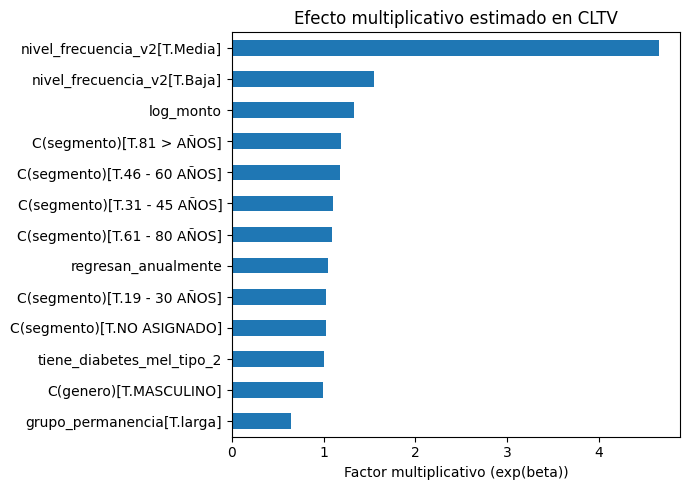 Efecto multiplicativo estimado en CLTV
nivel_frecuencia_v2[T.Media]
nivel_frecuencia_v2[T.Baja]
log_monto
C(segmento)[T.81 > AÑOS]
C(segmento)[T.46 - 60 AÑOS]
C(segmento)[T.31 - 45 AÑOS]
C(segmento)[T.61 - 80 AÑOS]
regresan_anualmente
C(segmento)[T.19 - 30 AÑOS]
C(segmento)[T.NO ASIGNADO]
tiene_diabetes_mel_tipo_2
C(genero)[T.MASCULINO]
grupo_permanencia[T.larga]
0 1 2 3 4
Factor multiplicativo (exp(beta))